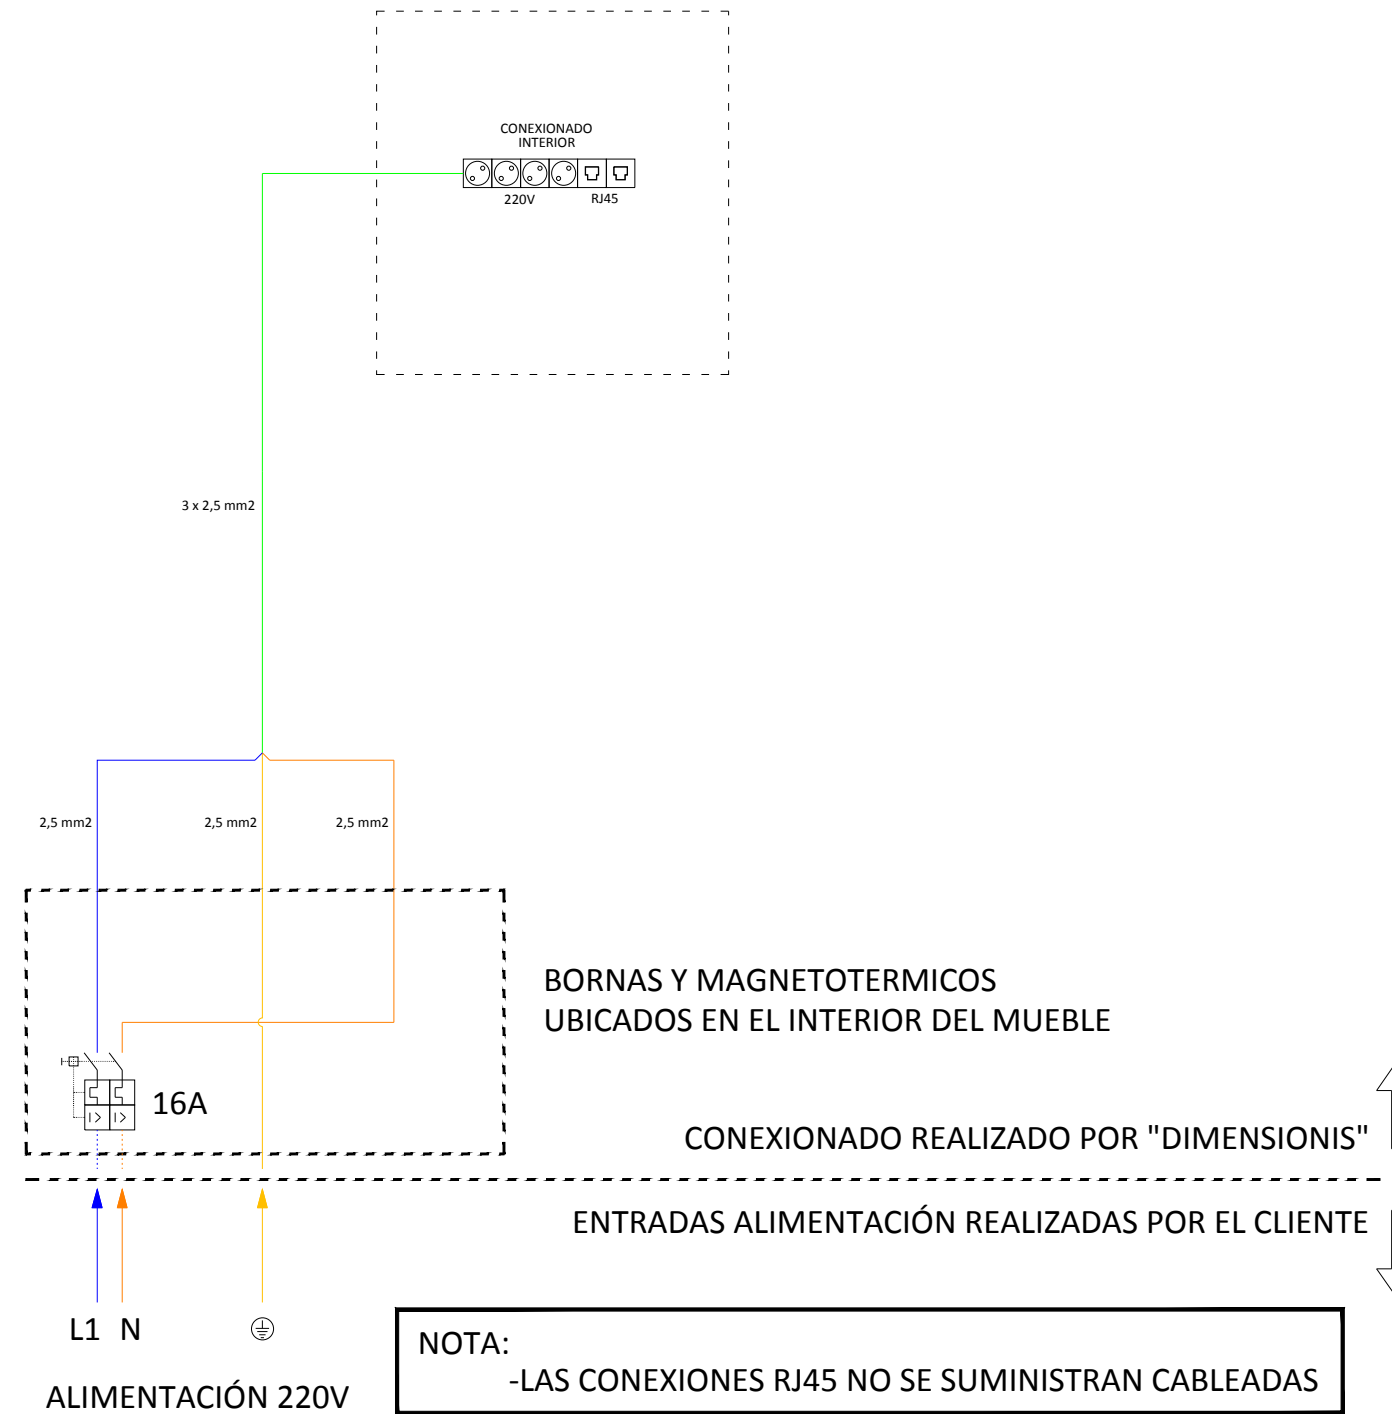 CONEXIONADO
INTERIOR
220V
RJ45
3 x 2,5 mm2
2,5 mm2
2,5 mm2
2,5 mm2
BORNAS Y MAGNETOTERMICOS
UBICADOS EN EL INTERIOR DEL MUEBLE
16A
I>
I>
CONEXIONADO REALIZADO POR "DIMENSIONIS"
ENTRADAS ALIMENTACIÓN REALIZADAS POR EL CLIENTE
L1 N
ALIMENTACIÓN 220V
NOTA:
-LAS CONEXIONES RJ45 NO SE SUMINISTRAN CABLEADAS